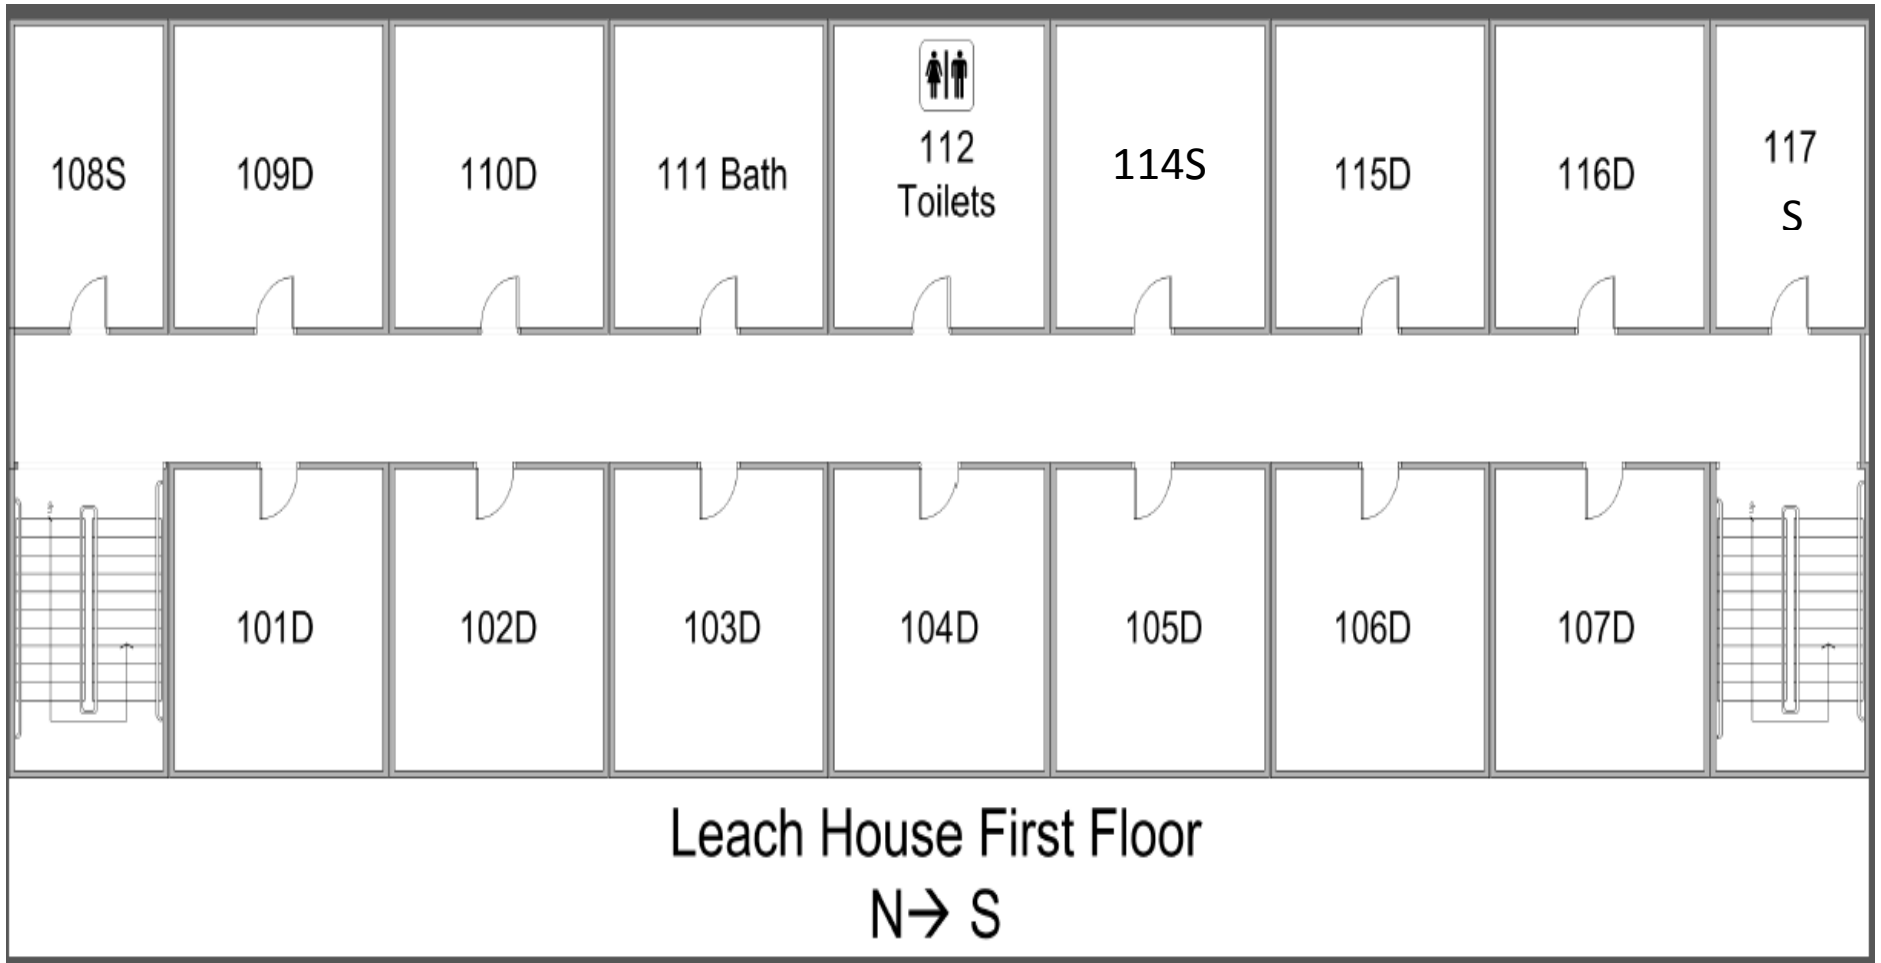 108S
109D
110D
111 Bath
112
Toilets
114S
115D
116D
117
S
101D
102D
103D
104D
105D
106D
107D
Leach House First Floor
N→ S